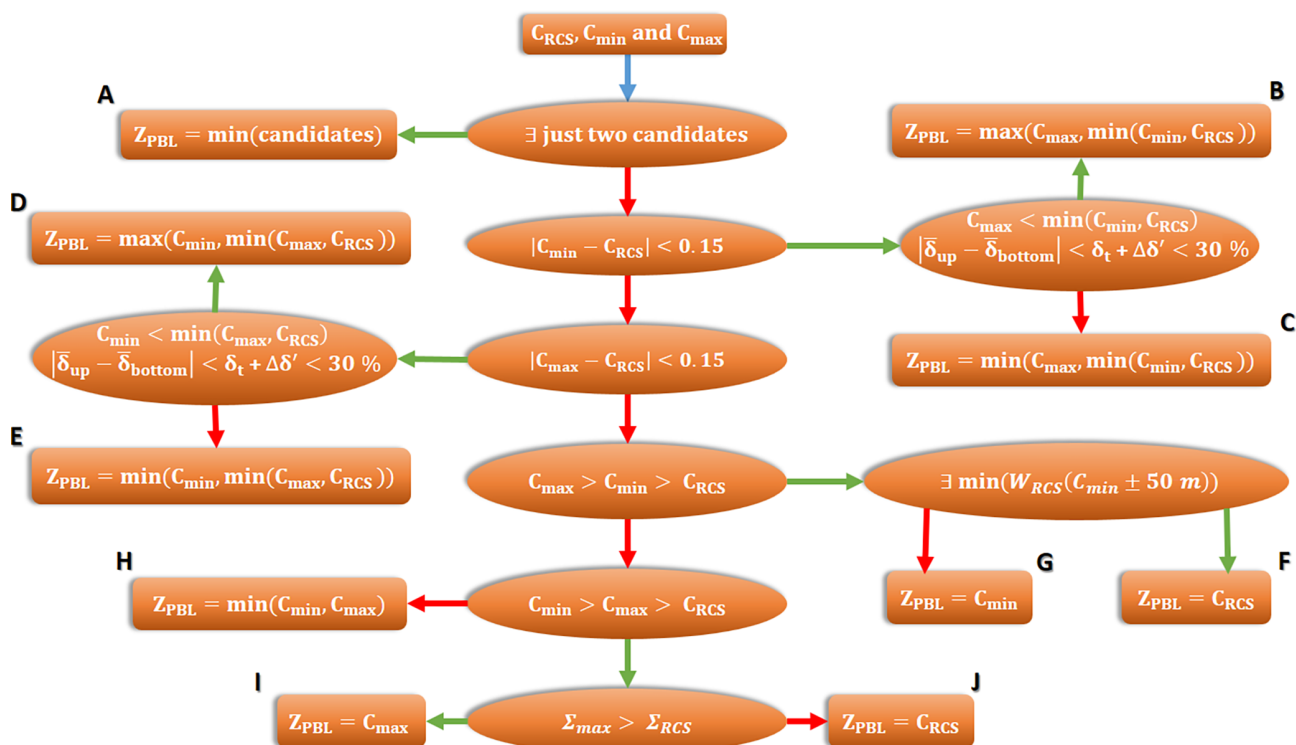 C_RCS, C_min and C_max
A
Z_PBL = min(candidates)
∃ just two candidates
B
Z_PBL = max(C_max, min(C_min, C_RCS))
D
Z_PBL = max(C_min, min(C_max, C_RCS))
|C_min − C_RCS| < 0.15
C_max < min(C_min, C_RCS)
|δ̅_up − δ̅_bottom| < δ_t + Δδ′ < 30 %
C_min < min(C_max, C_RCS)
|δ̅_up − δ̅_bottom| < δ_t + Δδ′ < 30 %
|C_max − C_RCS| < 0.15
C
Z_PBL = min(C_max, min(C_min, C_RCS))
E
Z_PBL = min(C_min, min(C_max, C_RCS))
C_max > C_min > C_RCS
∃ min(W_RCS(C_min ± 50 m))
H
Z_PBL = min(C_min, C_max)
C_min > C_max > C_RCS
G
Z_PBL = C_min
F
Z_PBL = C_RCS
I
Z_PBL = C_max
Σ_max > Σ_RCS
J
Z_PBL = C_RCS